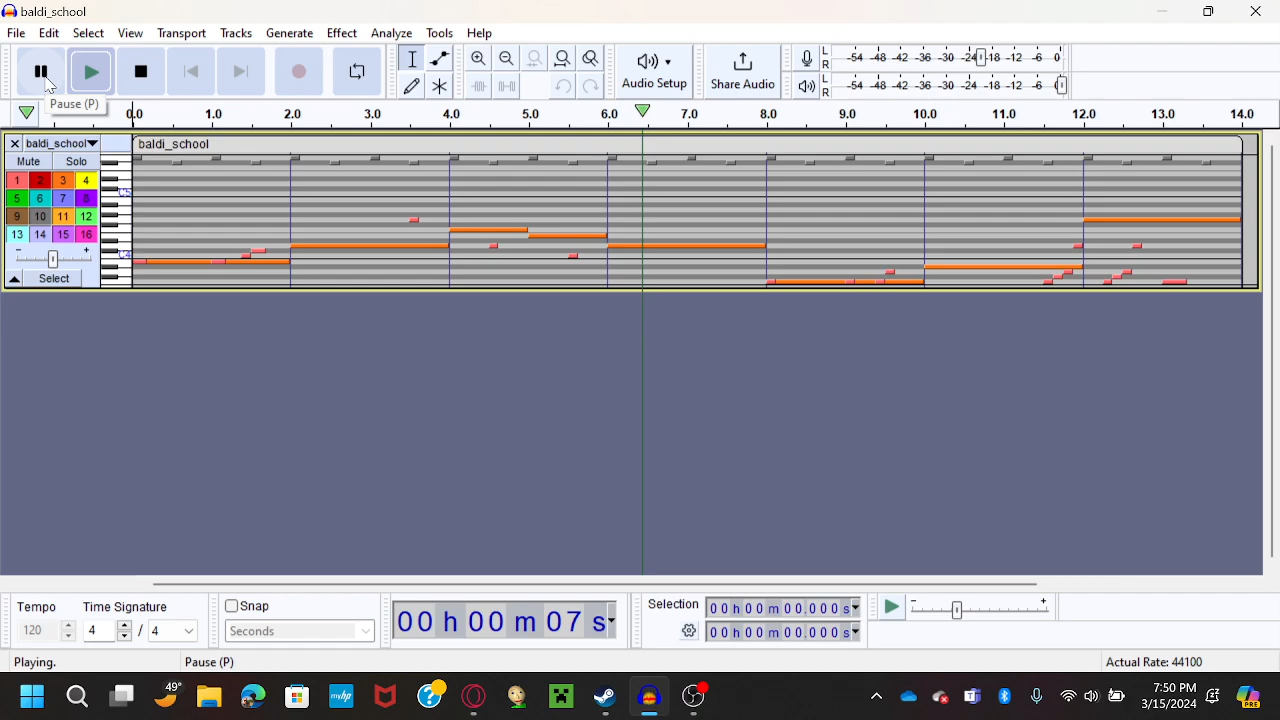 baldi_school
File Edit Select View Transport Tracks Generate Effect Analyze Tools Help
Audio Setup Share Audio
L R -54 -48 -42 -36 -30 -24 -18 -12 -6 0
L R -54 -48 -42 -36 -30 -24 -18 -12 -6 0
Pause (P)
0.0 1.0 2.0 3.0 4.0 5.0 6.0 7.0 8.0 9.0 10.0 11.0 12.0 13.0 14.0
baldi_school baldi_school
Mute Solo
1 2 3 4
5 6 7 8
9 10 11 12
13 14 15 16
- +
Select
C5
C4
Tempo Time Signature Snap Selection
120 4 / 4 Seconds
00 h 00 m 07 s
00 h 00 m 00.000 s
00 h 00 m 00.000 s
- +
Playing. Pause (P) Actual Rate: 44100
49°
myhp
7:50 PM
3/15/2024
PRE